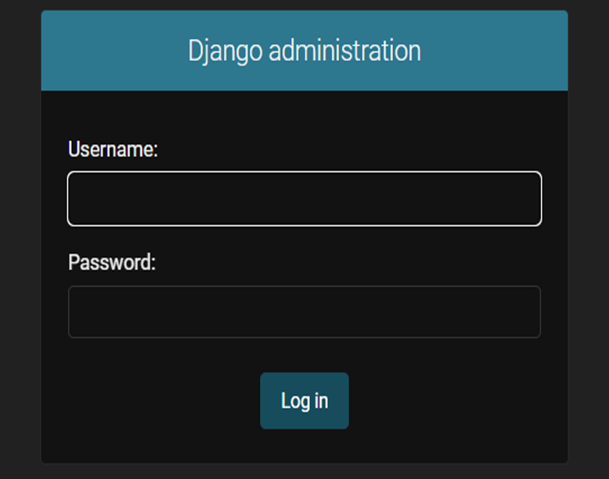 Django administration
Username:
Password:
Log in